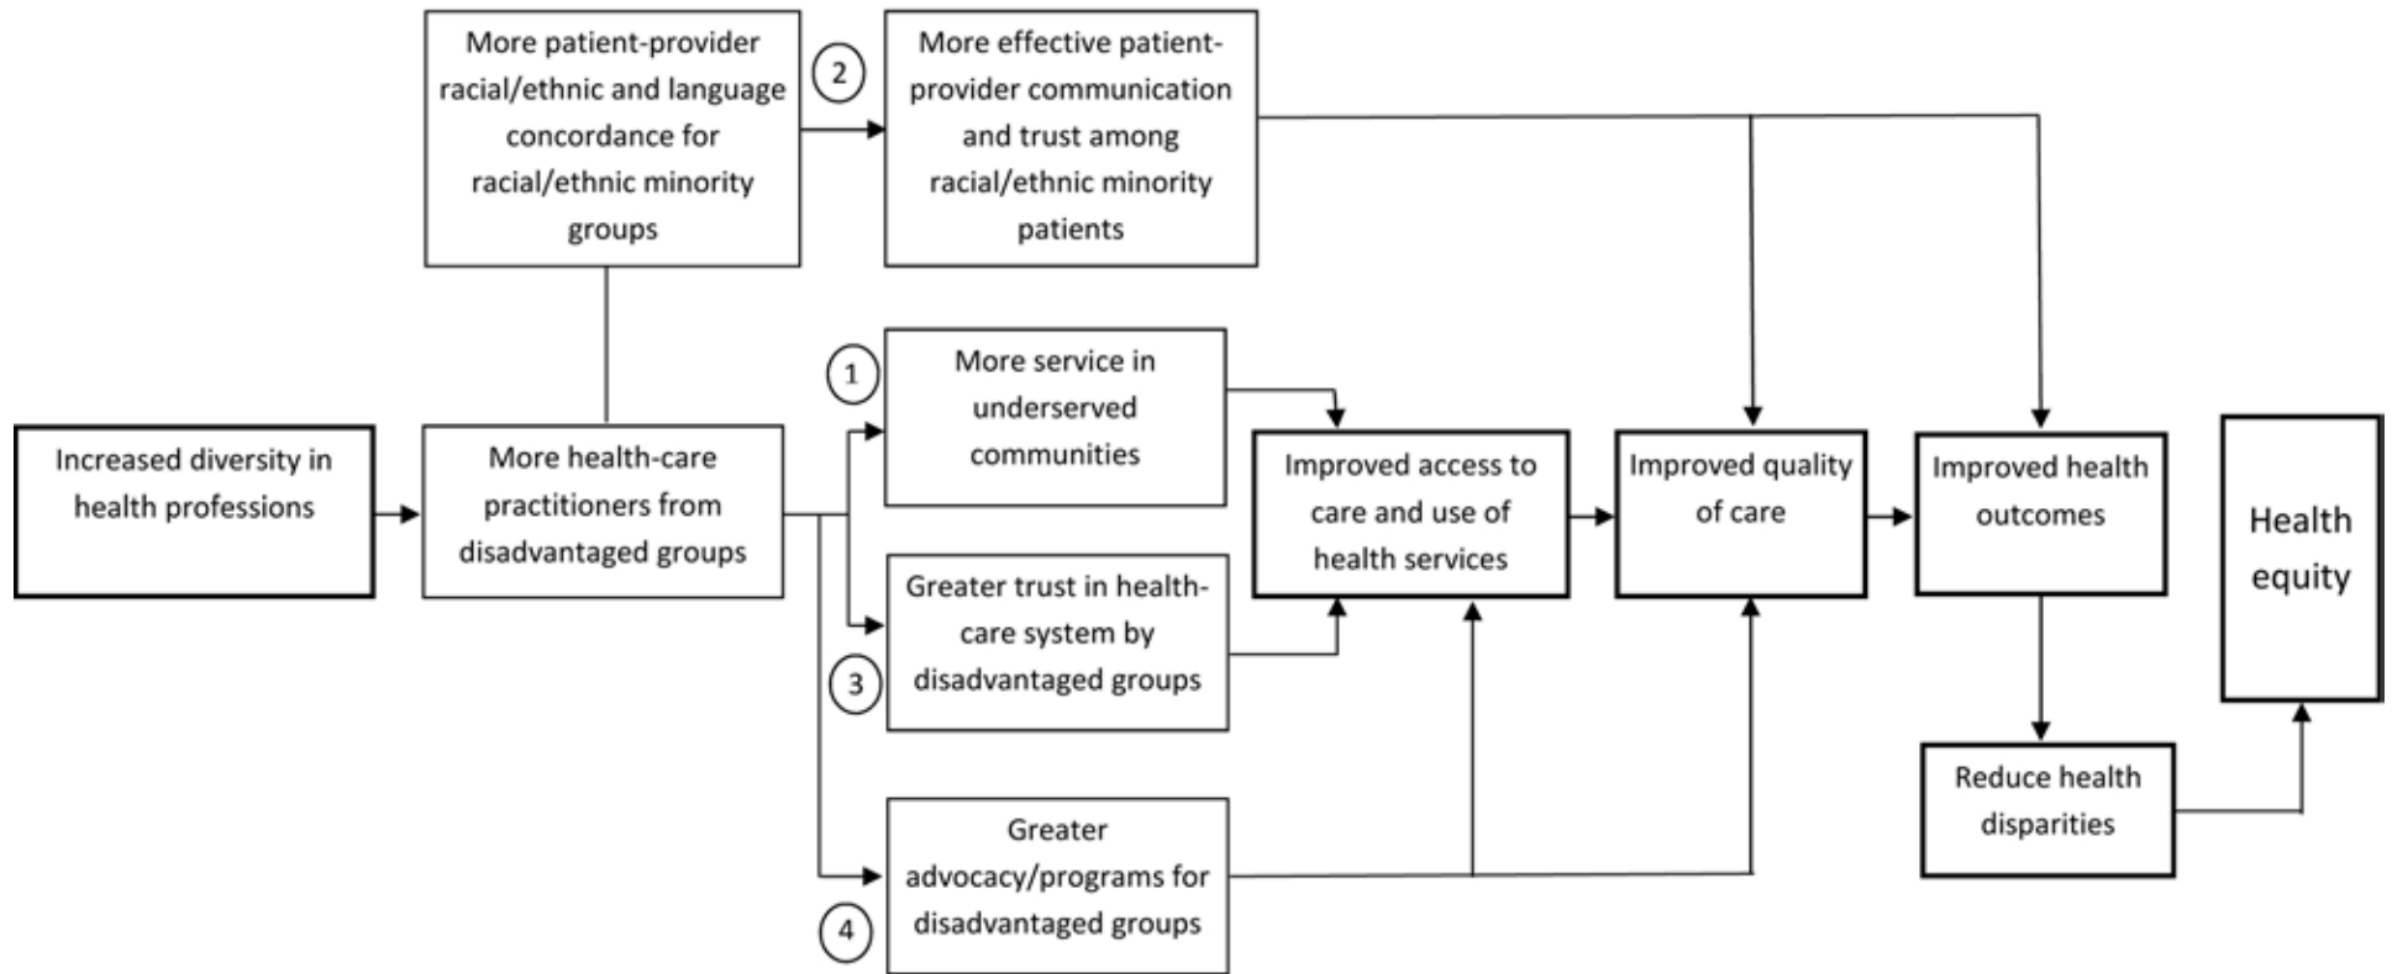 More patient-provider
racial/ethnic and language
concordance for
racial/ethnic minority
groups
2
More effective patient-
provider communication
and trust among
racial/ethnic minority
patients
Increased diversity in
health professions
More health-care
practitioners from
disadvantaged groups
1
More service in
underserved
communities
3
Greater trust in health-
care system by
disadvantaged groups
4
Greater
advocacy/programs for
disadvantaged groups
Improved access to
care and use of
health services
Improved quality
of care
Improved health
outcomes
Reduce health
disparities
Health
equity